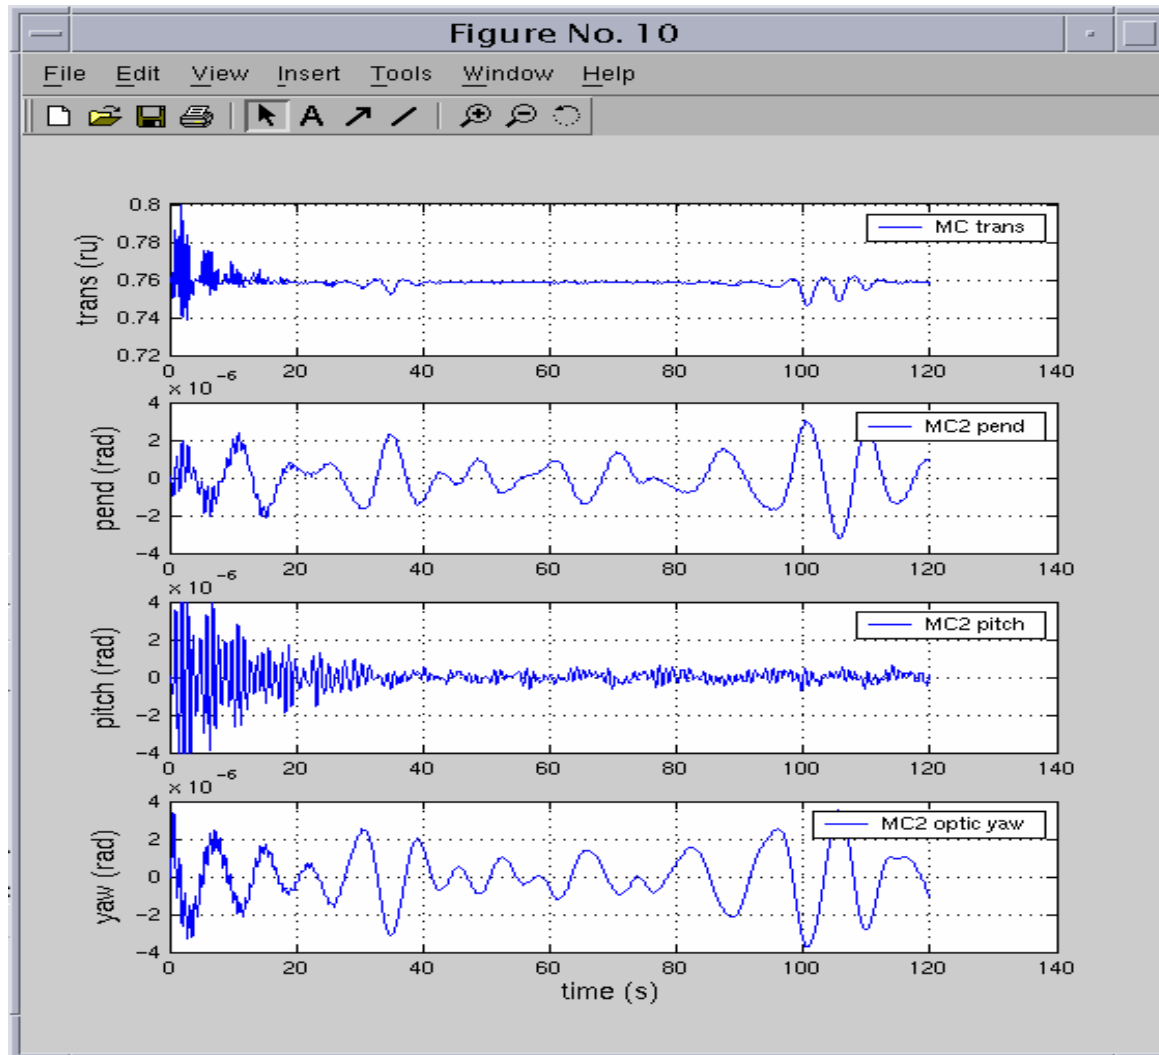 Figure No. 10
File Edit View Insert Tools Window Help
A
0.8
0.78
0.76
0.74
0.72
trans (ru)
MC trans
0 20 40 60 80 100 120 140
× 10 −6
4
2
0
−2
−4
pend (rad)
MC2 pend
0 20 40 60 80 100 120 140
× 10 −6
4
2
0
−2
−4
pitch (rad)
MC2 pitch
0 20 40 60 80 100 120 140
× 10 −6
4
2
0
−2
−4
yaw (rad)
MC2 optic yaw
0 20 40 60 80 100 120 140
time (s)